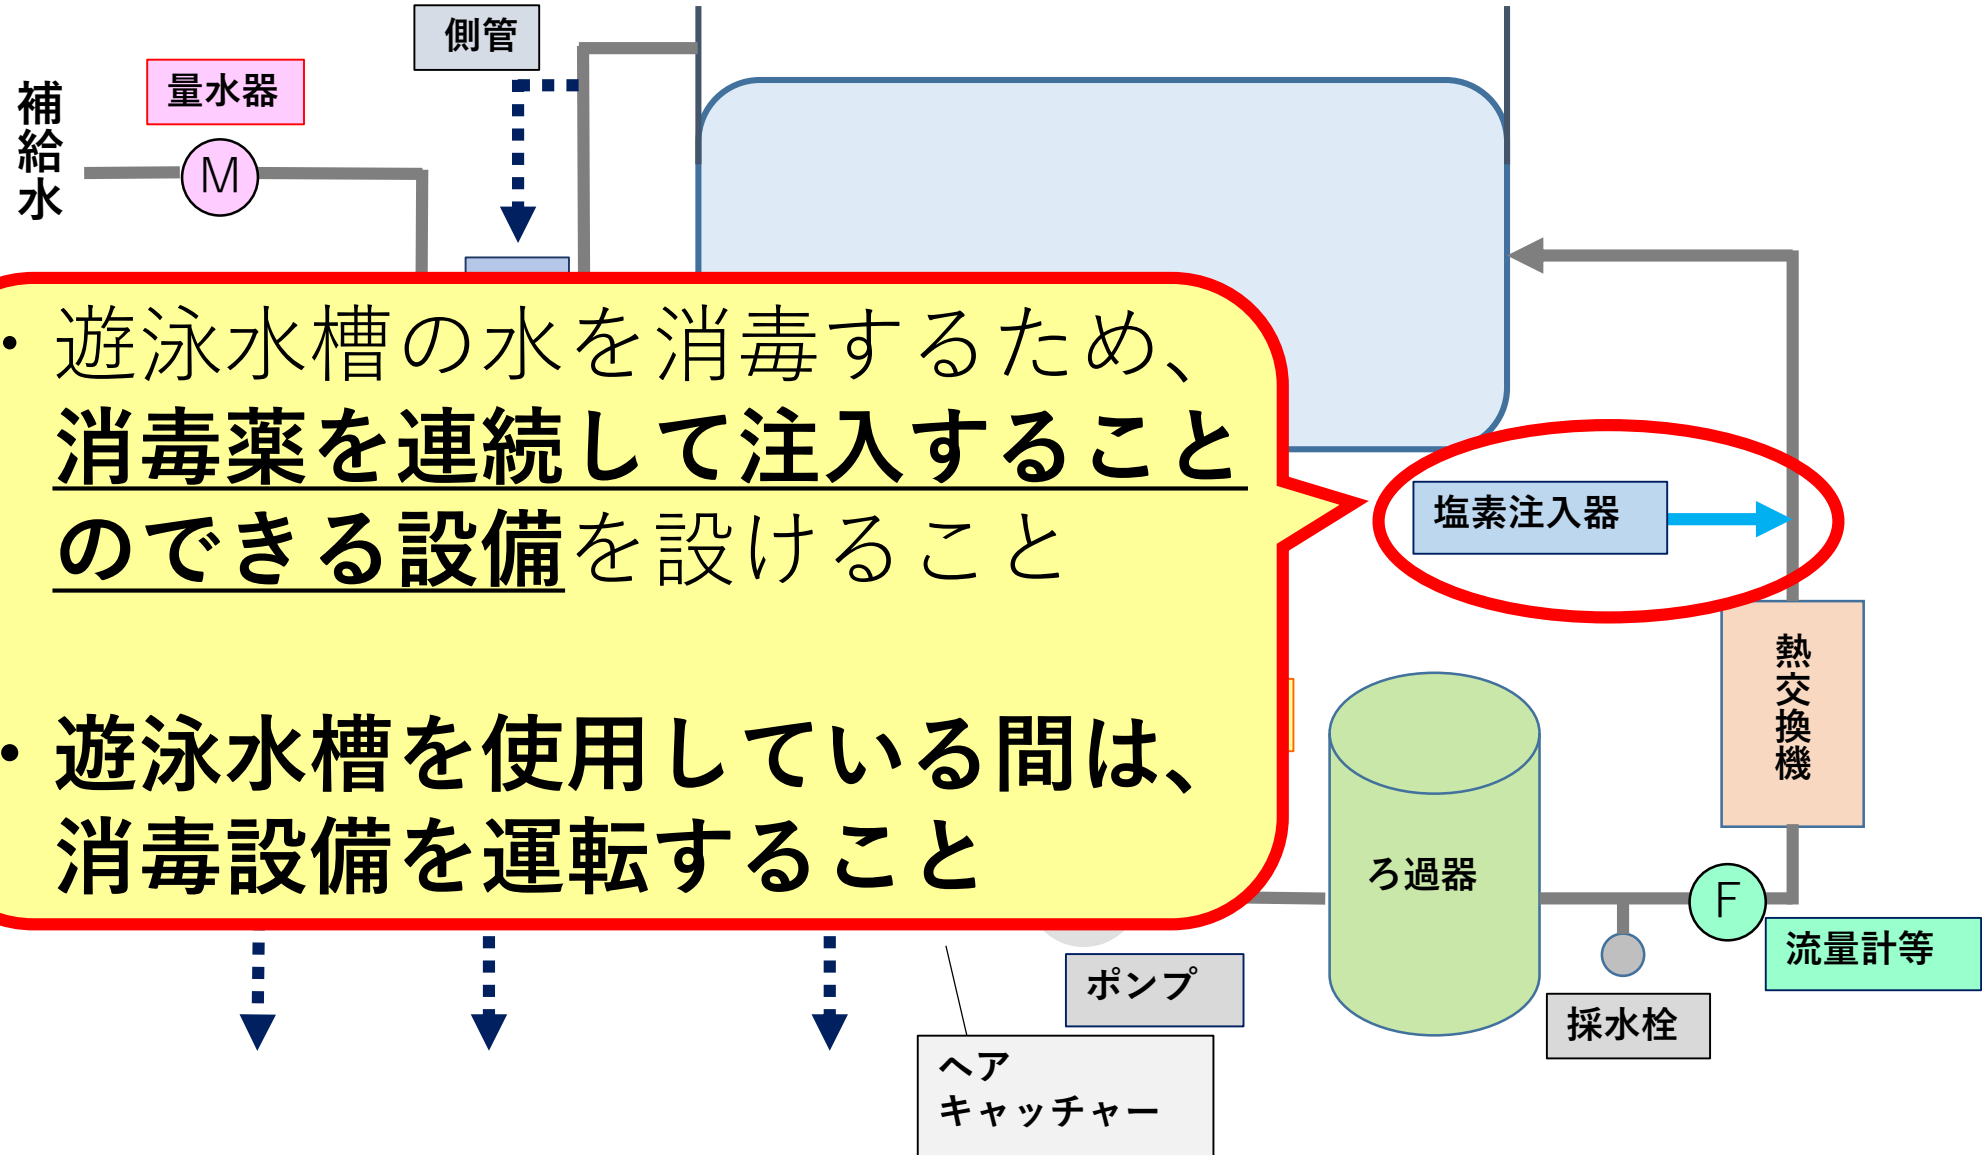 側管
量水器
補給水
M
・遊泳水槽の水を消毒するため、
消毒薬を連続して注入すること
のできる設備を設けること
・遊泳水槽を使用している間は、
消毒設備を運転すること
塩素注入器
熱交換機
ろ過器
F
流量計等
ポンプ
採水栓
ヘア
キャッチャー